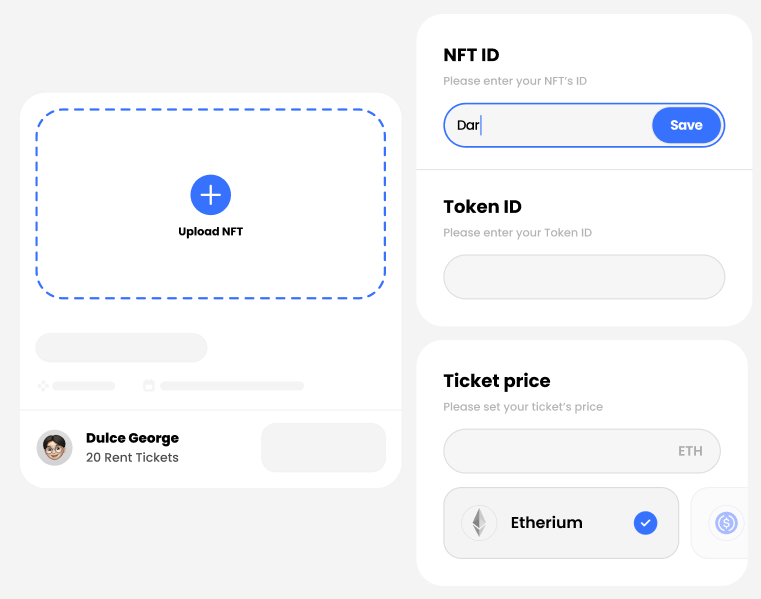 Upload NFT
Dulce George
20 Rent Tickets
NFT ID
Please enter your NFT's ID
Dar
Save
Token ID
Please enter your Token ID
Ticket price
Please set your ticket's price
ETH
Etherium